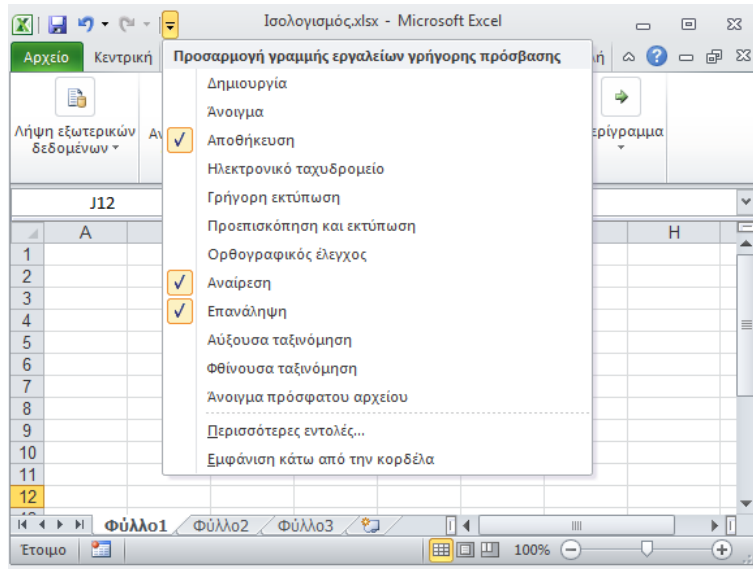 Ισολογισμός.xlsx - Microsoft Excel
Αρχείο Κεντρική
Προσαρμογή γραμμής εργαλείων γρήγορης πρόσβασης
Δημιουργία
Άνοιγμα
Αποθήκευση
Ηλεκτρονικό ταχυδρομείο
Γρήγορη εκτύπωση
Προεπισκόπηση και εκτύπωση
Ορθογραφικός έλεγχος
Αναίρεση
Επανάληψη
Αύξουσα ταξινόμηση
Φθίνουσα ταξινόμηση
Άνοιγμα πρόσφατου αρχείου
Περισσότερες εντολές...
Εμφάνιση κάτω από την κορδέλα
Λήψη εξωτερικών
δεδομένων
J12
A H
1
2
3
4
5
6
7
8
9
10
11
12
Φύλλο1 Φύλλο2 Φύλλο3
Έτοιμο 100%